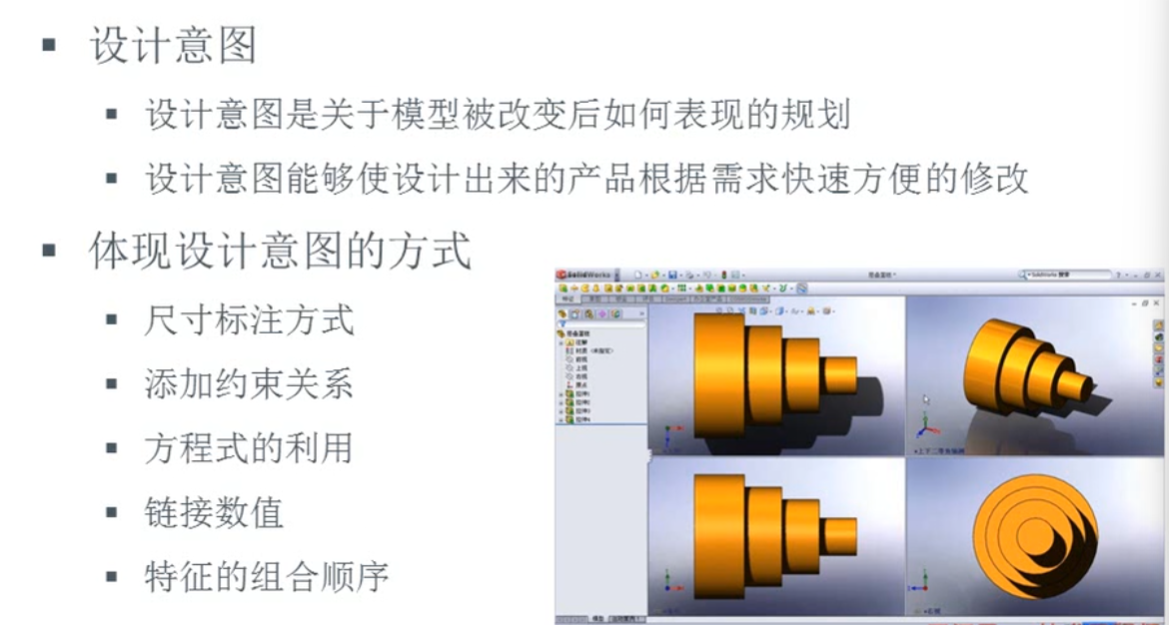 设计意图
设计意图是关于模型被改变后如何表现的规划
设计意图能够使设计出来的产品根据需求快速方便的修改
体现设计意图的方式
尺寸标注方式
添加约束关系
方程式的利用
链接数值
特征的组合顺序
SolidWorks